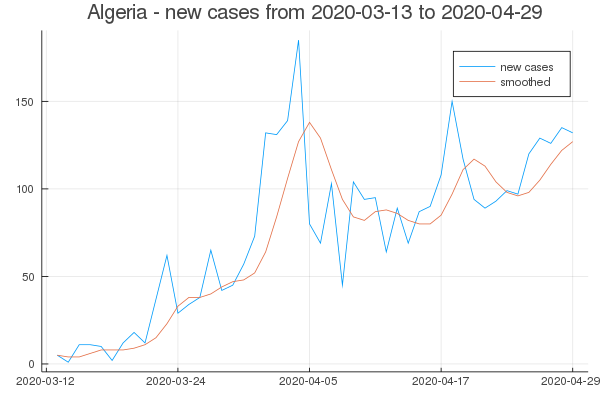 Algeria - new cases from 2020-03-13 to 2020-04-29
new cases
smoothed
150
100
50
0
2020-03-12 2020-03-24 2020-04-05 2020-04-17 2020-04-29